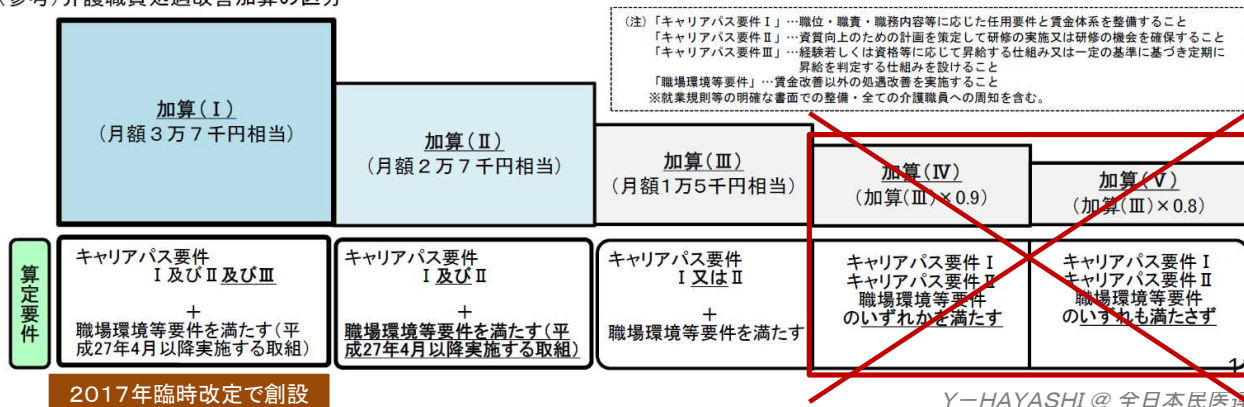 (参考)介護職員処遇改善加算の区分
(注)「キャリアパス要件Ⅰ」…職位・職責・職務内容等に応じた任用要件と賃金体系を整備すること
「キャリアパス要件Ⅱ」…資質向上のための計画を策定して研修の実施又は研修の機会を確保すること
「キャリアパス要件Ⅲ」…経験若しくは資格等に応じて昇給する仕組み又は一定の基準に基づき定期に
昇給を判定する仕組みを設けること
「職場環境等要件」…賃金改善以外の処遇改善を実施すること
※就業規則等の明確な書面での整備・全ての介護職員への周知を含む。
加算(Ⅰ)
(月額3万7千円相当)
加算(Ⅱ)
(月額2万7千円相当)
加算(Ⅲ)
(月額1万5千円相当)
加算(Ⅳ)
(加算(Ⅲ)×0.9)
加算(Ⅴ)
(加算(Ⅲ)×0.8)
算定要件
キャリアパス要件
Ⅰ及びⅡ及びⅢ
+
職場環境等要件を満たす(平
成27年4月以降実施する取組)
キャリアパス要件
Ⅰ及びⅡ
+
職場環境等要件を満たす(平
成27年4月以降実施する取組)
キャリアパス要件
Ⅰ又はⅡ
+
職場環境等要件を満たす
キャリアパス要件Ⅰ
キャリアパス要件Ⅱ
職場環境等要件
のいずれかを満たす
キャリアパス要件Ⅰ
キャリアパス要件Ⅱ
職場環境等要件
のいずれも満たさず
2017年臨時改定で創設
Y-HAYASHI@全日本民医連